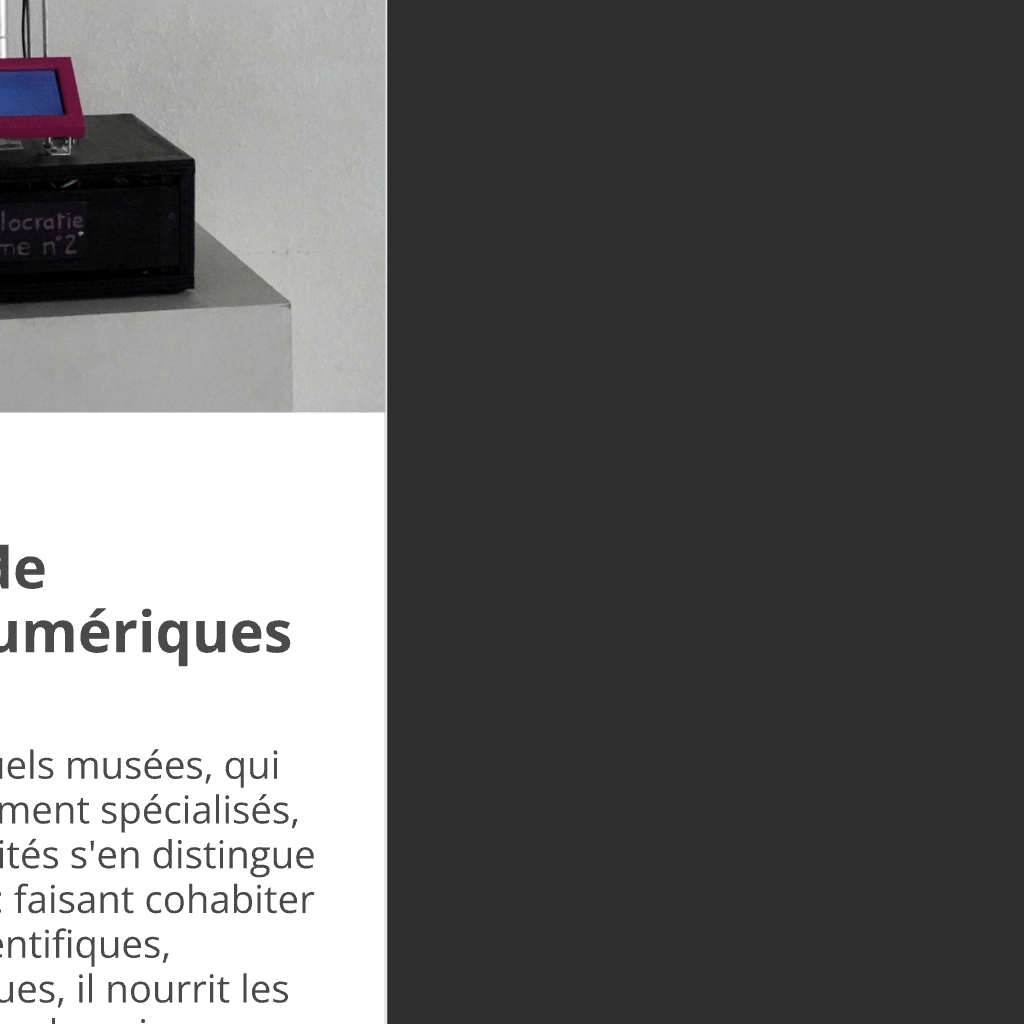 locratie
me n°2
de
umériques
uels musées, qui
ment spécialisés,
ités s'en distingue
: faisant cohabiter
entifiques,
ues, il nourrit les